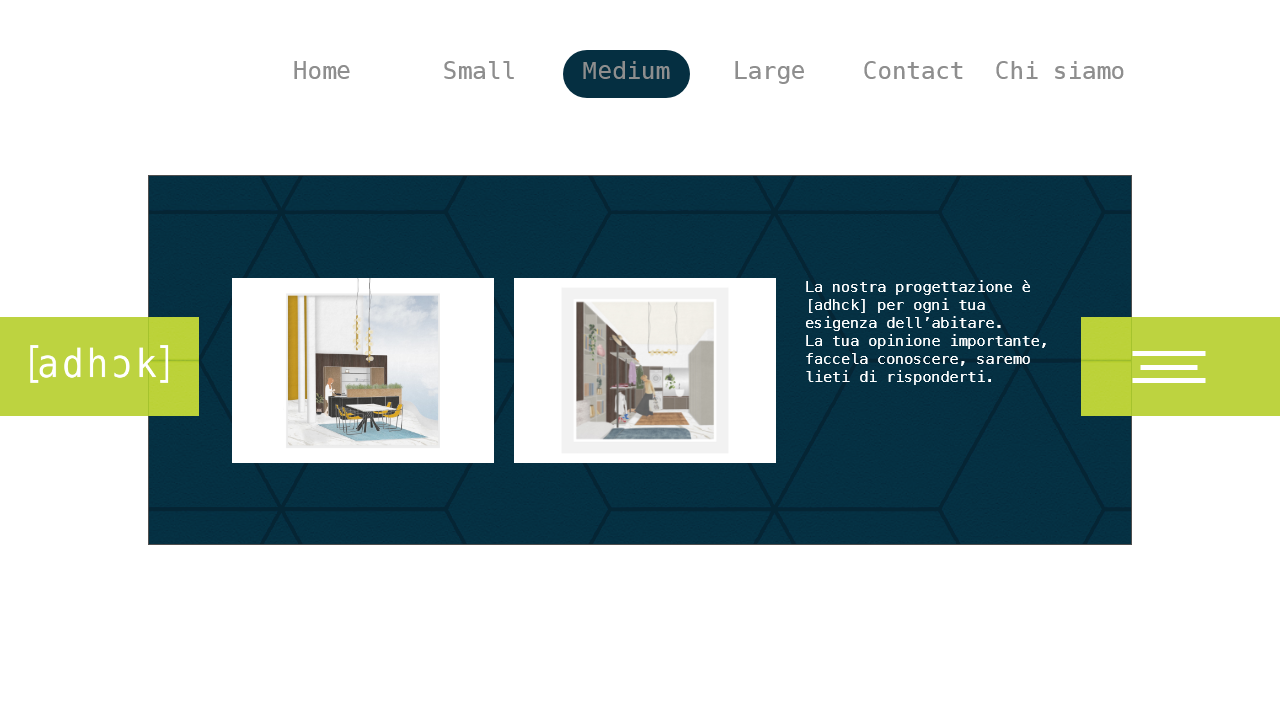 Home Small Medium Large Contact Chi siamo
La nostra progettazione è
[adhck] per ogni tua
esigenza dell’abitare.
La tua opinione importante,
faccela conoscere, saremo
lieti di risponderti.
[adhɔk]